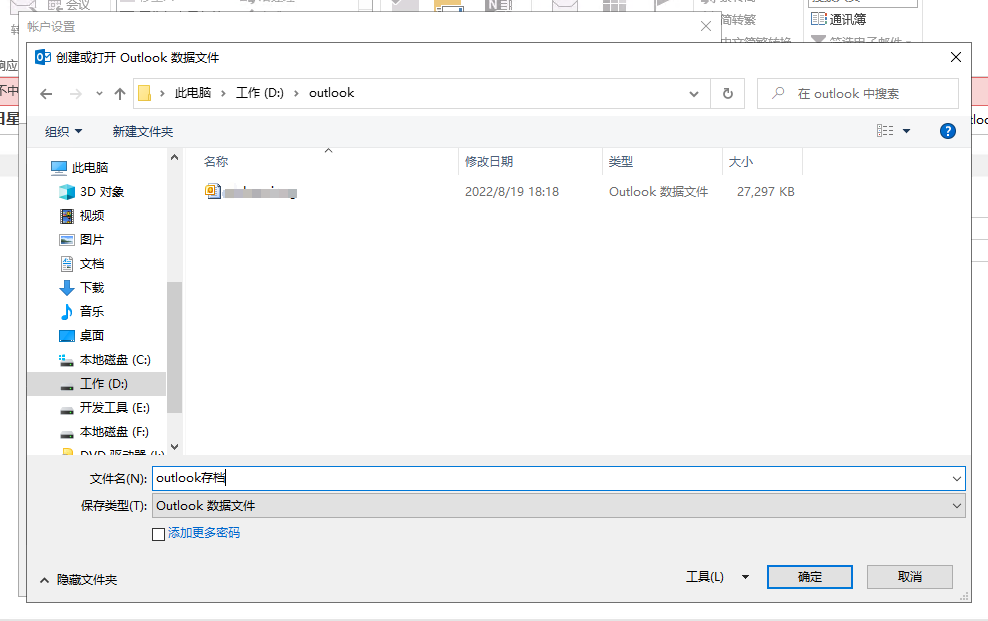 会议
帐户设置
简转繁
通讯簿
创建或打开 Outlook 数据文件
此电脑 工作 (D:) outlook
在 outlook 中搜索
组织 新建文件夹
名称 修改日期 类型 大小
2022/8/19 18:18 Outlook 数据文件 27,297 KB
此电脑
3D 对象
视频
图片
文档
下载
音乐
桌面
本地磁盘 (C:)
工作 (D:)
开发工具 (E:)
本地磁盘 (F:)
文件名(N): outlook存档
保存类型(T): Outlook 数据文件
添加更多密码
隐藏文件夹
工具(L) 确定 取消